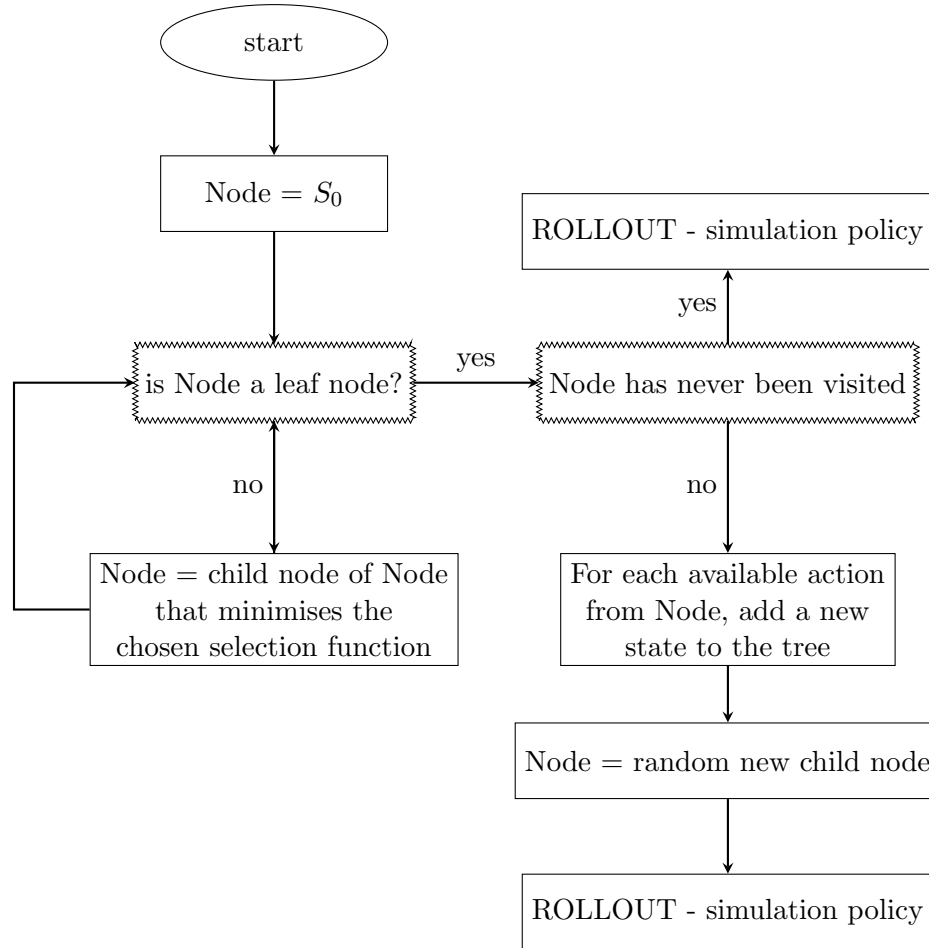 start
Node = S₀
ROLLOUT - simulation policy
yes
is Node a leaf node?
yes
Node has never been visited
no
no
Node = child node of Node
that minimises the
chosen selection function
For each available action
from Node, add a new
state to the tree
Node = random new child node
ROLLOUT - simulation policy